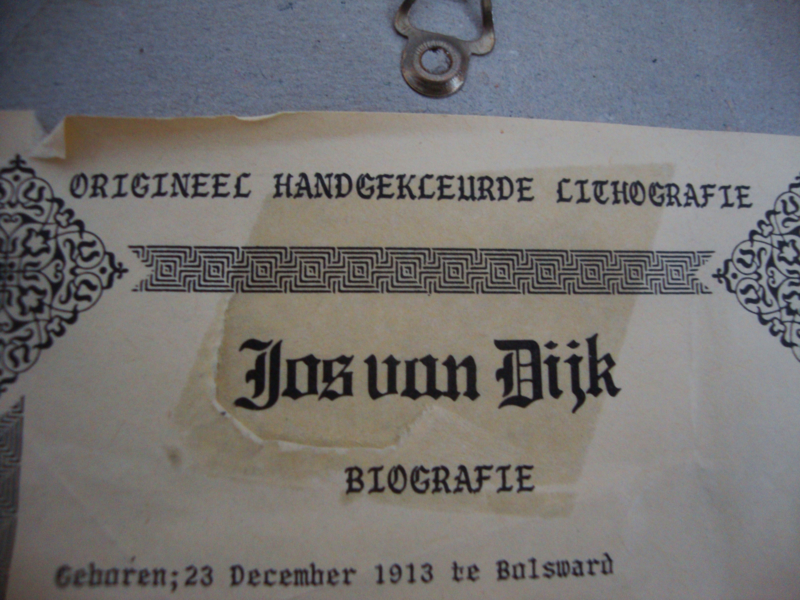 ORIGINEEL HANDGEKLEURDE LITHOGRAFIE
Jos van Dijk
BIOGRAFIE
Geboren;23 December 1913 te Bolsward